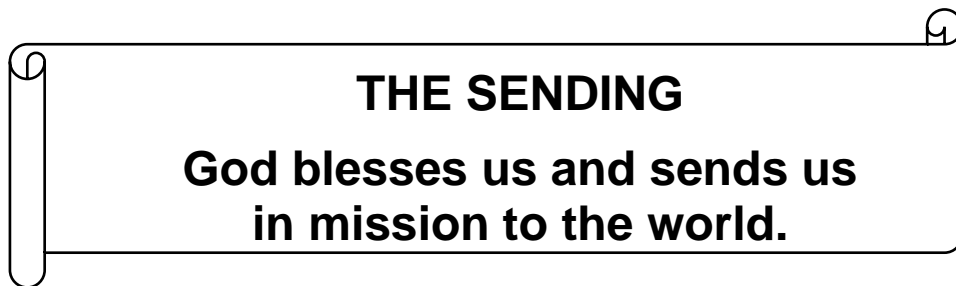 THE SENDING
God blesses us and sends us
in mission to the world.